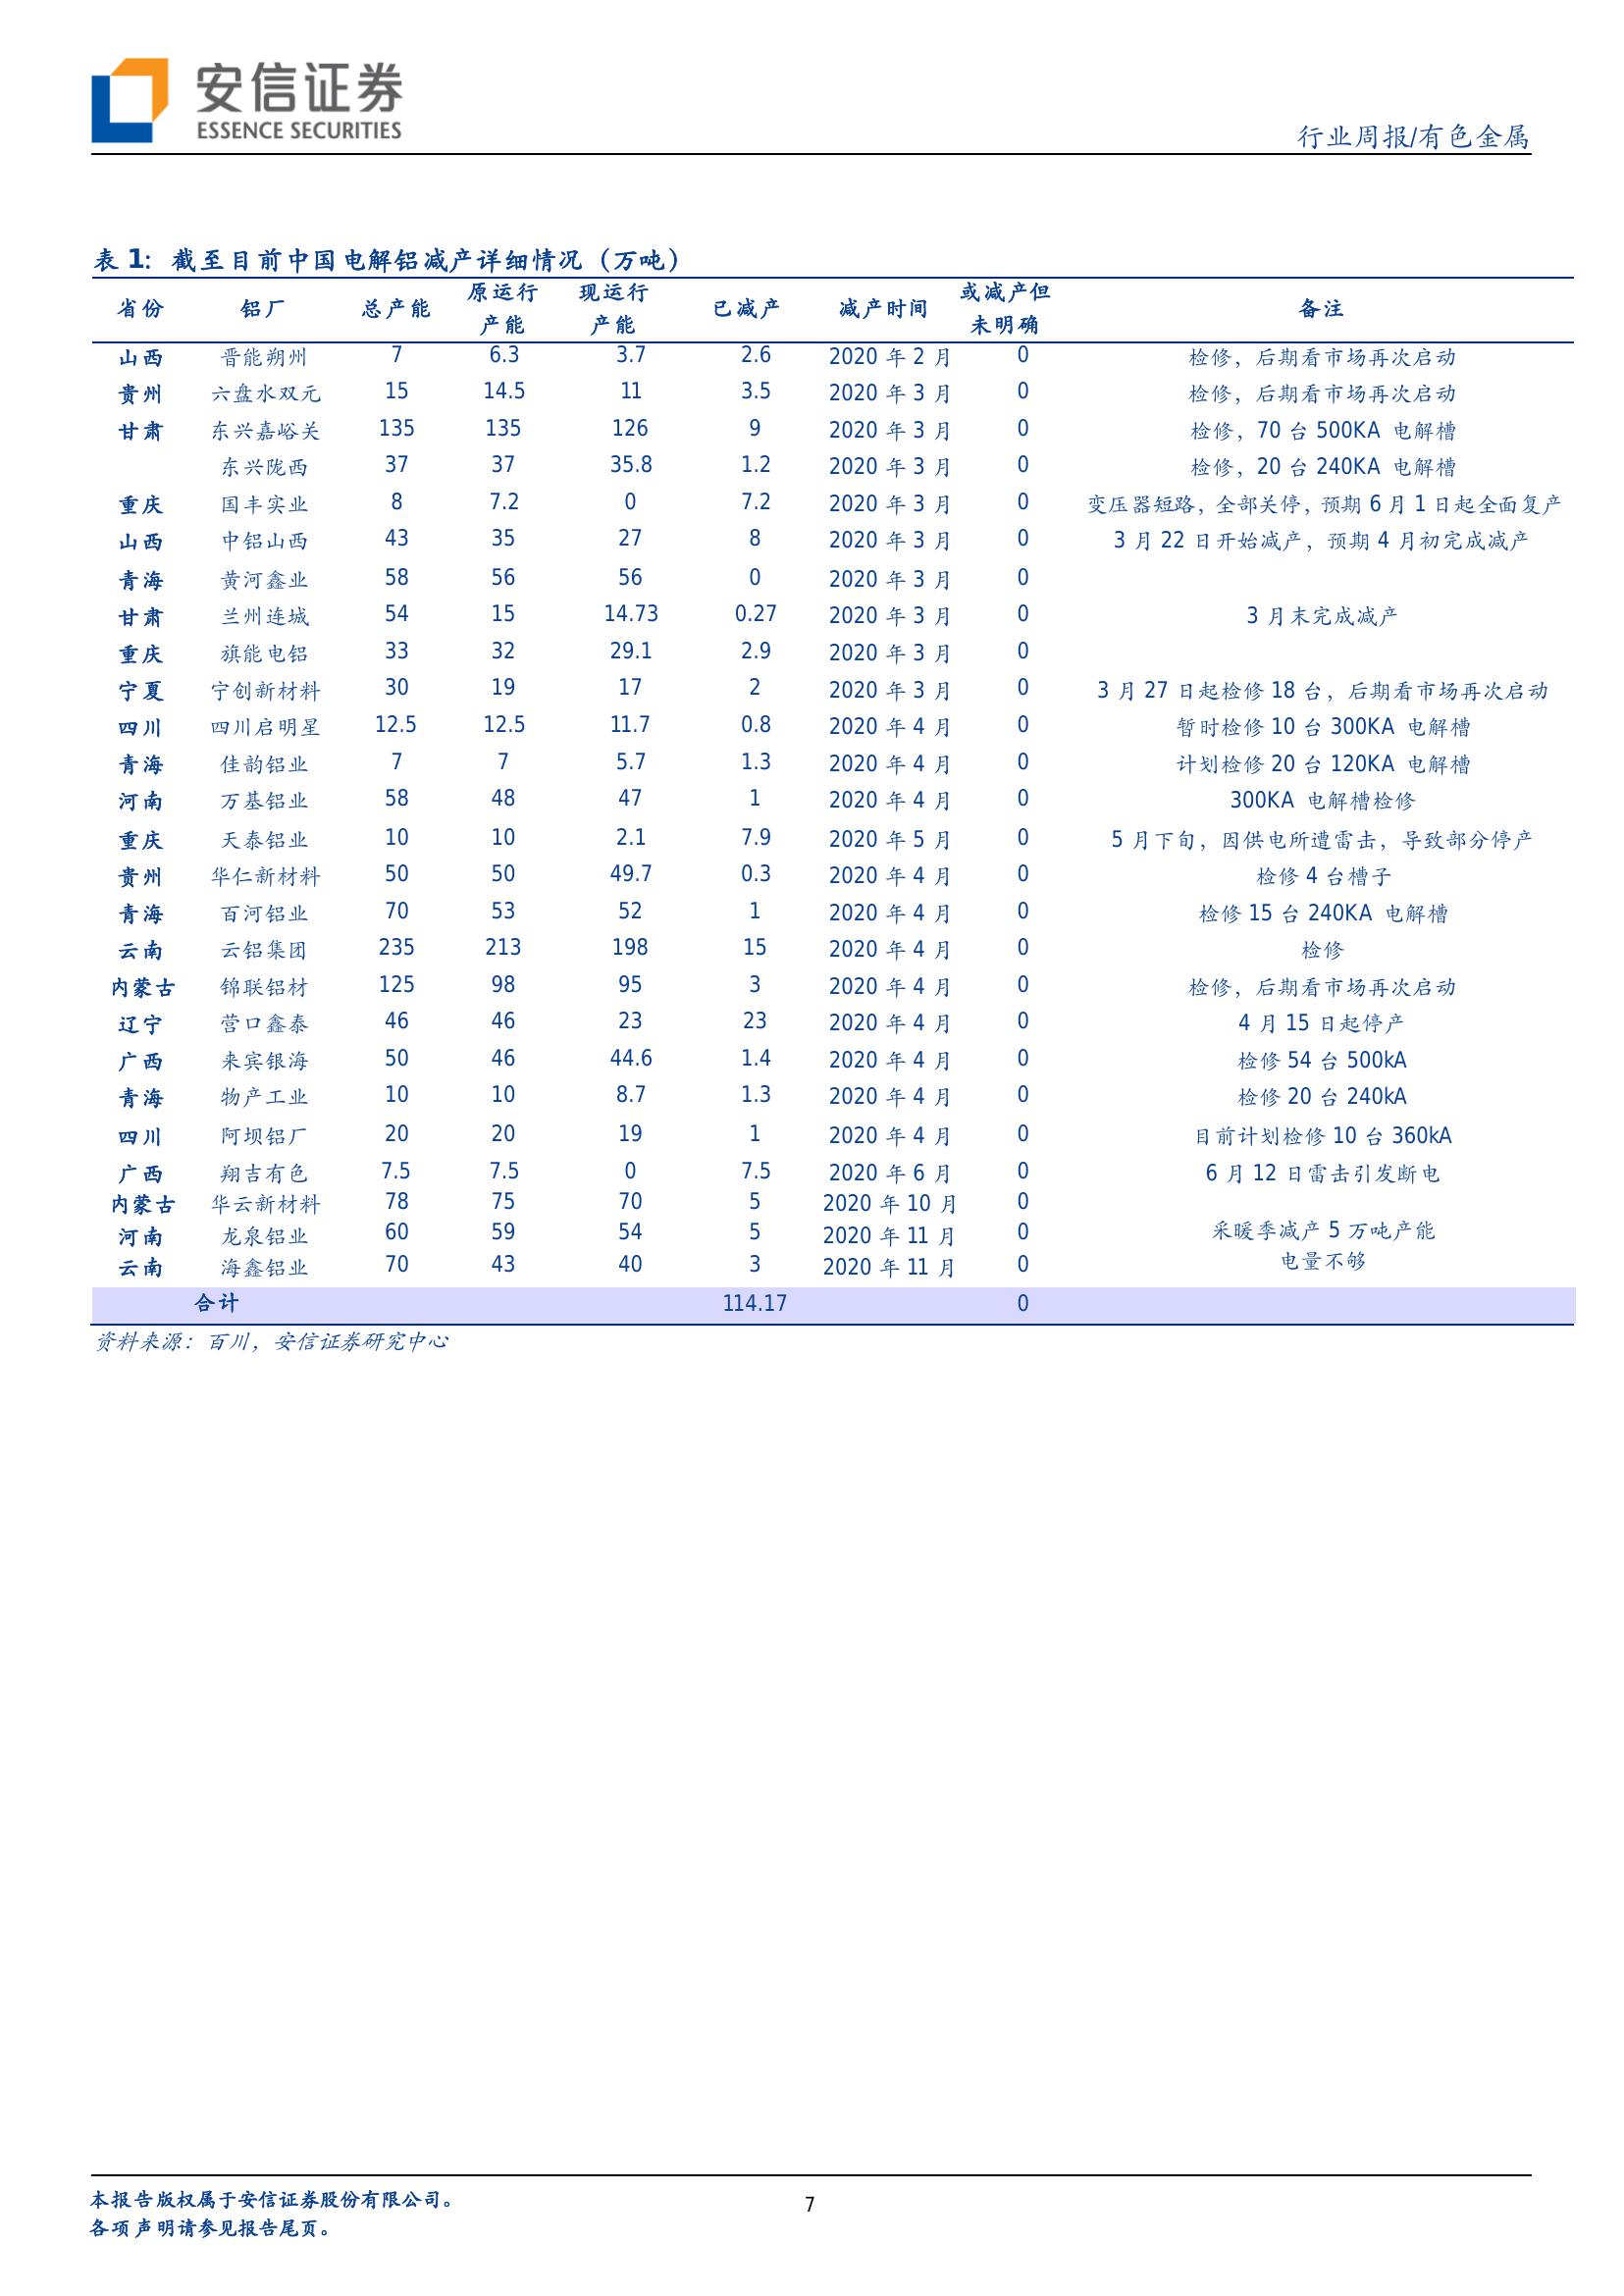 安信证券
ESSENCE SECURITIES
行业周报/有色金属
表 1：截至目前中国电解铝减产详细情况（万吨）
省份 铝厂 总产能 原运行产能 现运行产能 已减产 减产时间 或减产但未明确 备注
山西 晋能朔州 7 6.3 3.7 2.6 2020 年 2 月 0 检修，后期看市场再次启动
贵州 六盘水双元 15 14.5 11 3.5 2020 年 3 月 0 检修，后期看市场再次启动
甘肃 东兴嘉峪关 135 135 126 9 2020 年 3 月 0 检修，70 台 500KA 电解槽
东兴陇西 37 37 35.8 1.2 2020 年 3 月 0 检修，20 台 240KA 电解槽
重庆 国丰实业 8 7.2 0 7.2 2020 年 3 月 0 变压器短路，全部关停，预期 6 月 1 日起全面复产
山西 中铝山西 43 35 27 8 2020 年 3 月 0 3 月 22 日开始减产，预期 4 月初完成减产
青海 黄河鑫业 58 56 56 0 2020 年 3 月 0
甘肃 兰州连城 54 15 14.73 0.27 2020 年 3 月 0 3 月末完成减产
重庆 旗能电铝 33 32 29.1 2.9 2020 年 3 月 0
宁夏 宁创新材料 30 19 17 2 2020 年 3 月 0 3 月 27 日起检修 18 台，后期看市场再次启动
四川 四川启明星 12.5 12.5 11.7 0.8 2020 年 4 月 0 暂时检修 10 台 300KA 电解槽
青海 佳韵铝业 7 7 5.7 1.3 2020 年 4 月 0 计划检修 20 台 120KA 电解槽
河南 万基铝业 58 48 47 1 2020 年 4 月 0 300KA 电解槽检修
重庆 天泰铝业 10 10 2.1 7.9 2020 年 5 月 0 5 月下旬，因供电所遭雷击，导致部分停产
贵州 华仁新材料 50 50 49.7 0.3 2020 年 4 月 0 检修 4 台槽子
青海 百河铝业 70 53 52 1 2020 年 4 月 0 检修 15 台 240KA 电解槽
云南 云铝集团 235 213 198 15 2020 年 4 月 0 检修
内蒙古 锦联铝材 125 98 95 3 2020 年 4 月 0 检修，后期看市场再次启动
辽宁 营口鑫泰 46 46 23 23 2020 年 4 月 0 4 月 15 日起停产
广西 来宾银海 50 46 44.6 1.4 2020 年 4 月 0 检修 54 台 500kA
青海 物产工业 10 10 8.7 1.3 2020 年 4 月 0 检修 20 台 240kA
四川 阿坝铝厂 20 20 19 1 2020 年 4 月 0 目前计划检修 10 台 360kA
广西 翔吉有色 7.5 7.5 0 7.5 2020 年 6 月 0 6 月 12 日雷击引发断电
内蒙古 华云新材料 78 75 70 5 2020 年 10 月 0
河南 龙泉铝业 60 59 54 5 2020 年 11 月 0 采暖季减产 5 万吨产能
云南 海鑫铝业 70 43 40 3 2020 年 11 月 0 电量不够
合计 114.17 0
资料来源：百川，安信证券研究中心
本报告版权属于安信证券股份有限公司。
各项声明请参见报告尾页。
7